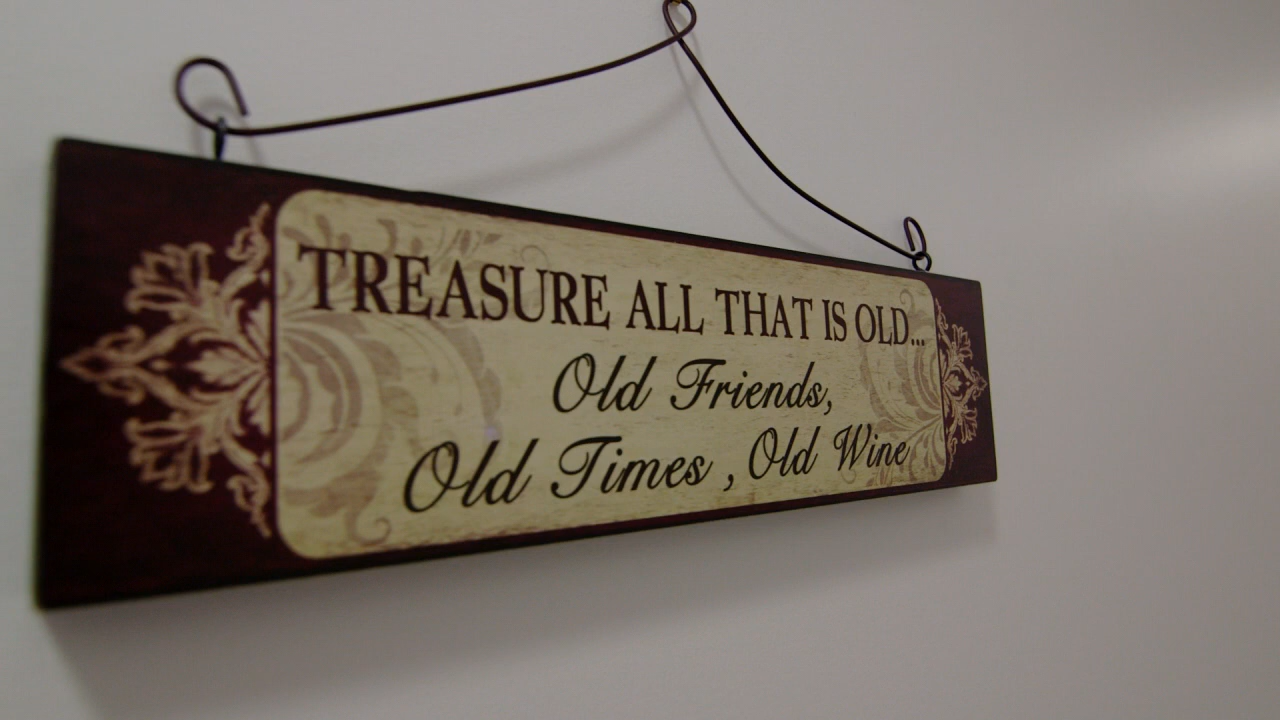 TREASURE ALL THAT IS OLD...
Old Friends,
Old Times , Old Wine